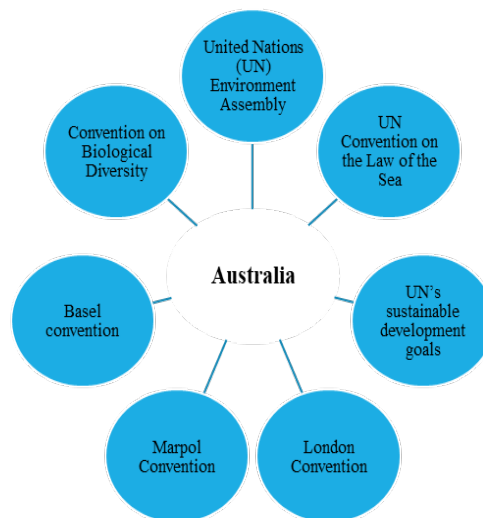 United Nations
(UN)
Environment
Assembly
UN
Convention on
the Law of the
Sea
UN’s
sustainable
development
goals
London
Convention
Marpol
Convention
Basel
convention
Convention on
Biological
Diversity
Australia